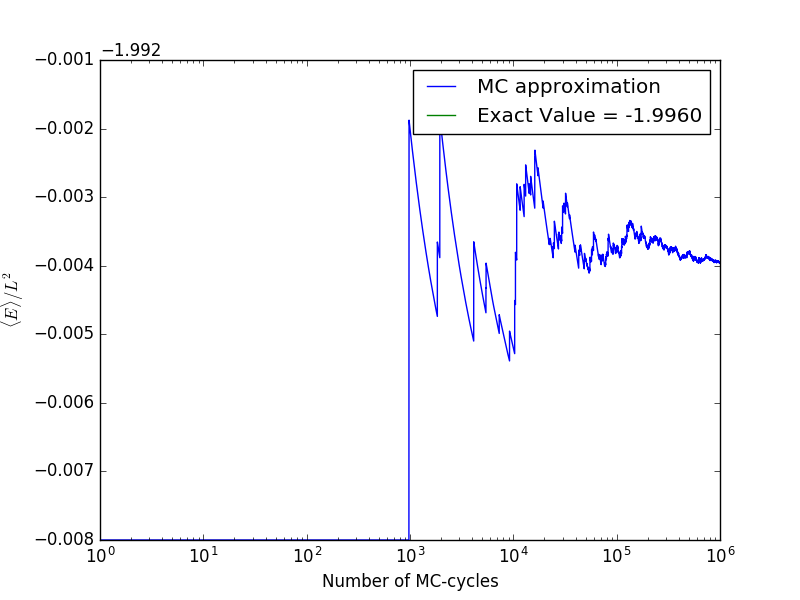 −1.992
−0.001
−0.002
−0.003
−0.004
−0.005
−0.006
−0.007
−0.008
⟨E⟩/L²
MC approximation
Exact Value = -1.9960
10⁰ 10¹ 10² 10³ 10⁴ 10⁵ 10⁶
Number of MC-cycles